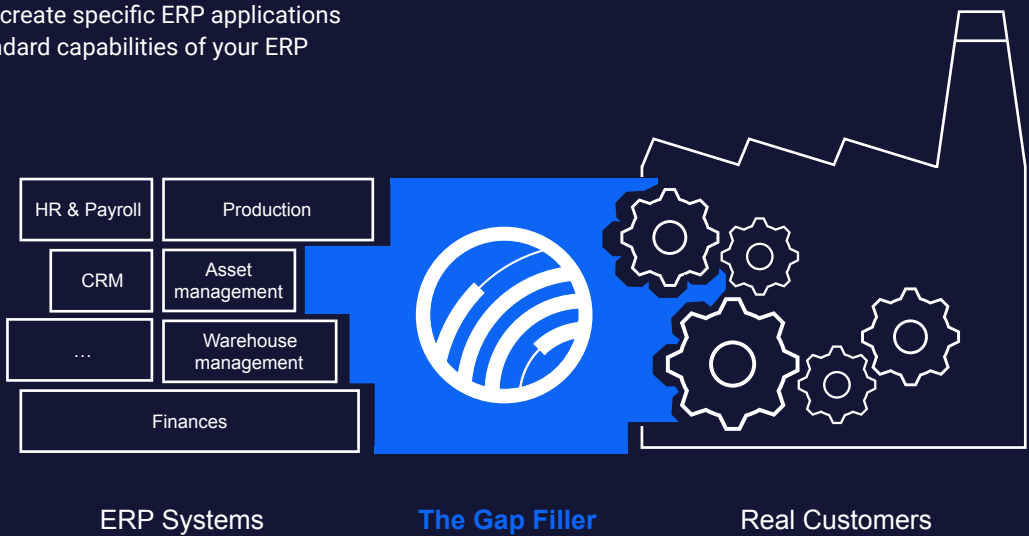 create specific ERP applications
dard capabilities of your ERP
HR & Payroll
Production
CRM
Asset
management
…
Warehouse
management
Finances
ERP Systems
The Gap Filler
Real Customers